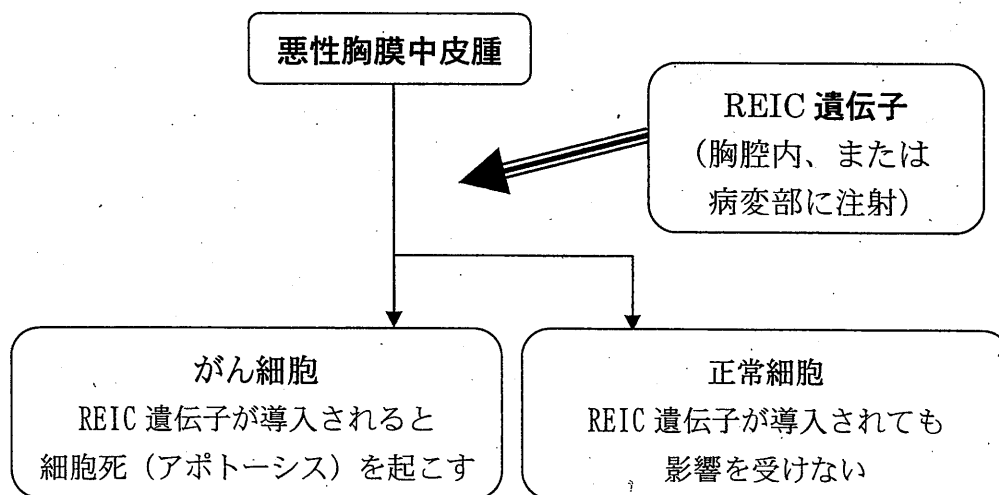 悪性胸膜中皮腫
REIC 遺伝子
(胸腔内、または
病変部に注射)
がん細胞
REIC 遺伝子が導入されると
細胞死（アポトーシス）を起こす
正常細胞
REIC 遺伝子が導入されても
影響を受けない